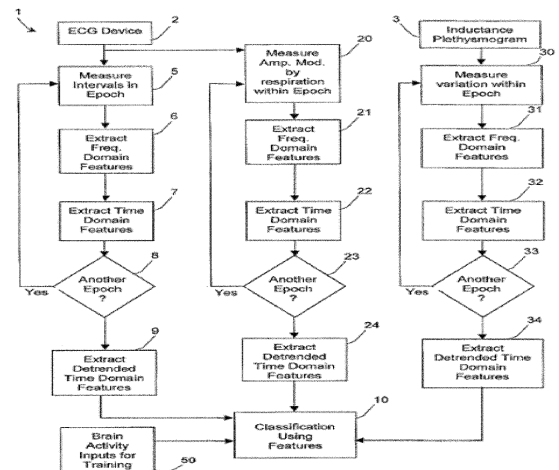 1
ECG Device
2
Measure
Intervals in
Epoch
5
Extract
Freq.
Domain
Features
6
Extract Time
Domain
Features
7
Another
Epoch
?
8
Yes
Extract
Detrended
Time Domain
Features
9
Measure
Amp. Mod.
by
respiration
within Epoch
20
Extract
Freq.
Domain
Features
21
Extract Time
Domain
Features
22
Another
Epoch
?
23
Yes
Extract
Detrended
Time Domain
Features
24
3
Inductance
Plethysmogram
30
Measure
variation within
Epoch
31
Extract Freq.
Domain
Features
32
Extract Time
Domain
Features
33
Another
Epoch
?
Yes
34
Extract
Detrended Time
Domain
Features
10
Classification
Using
Features
Brain
Activity
Inputs for
Training
50